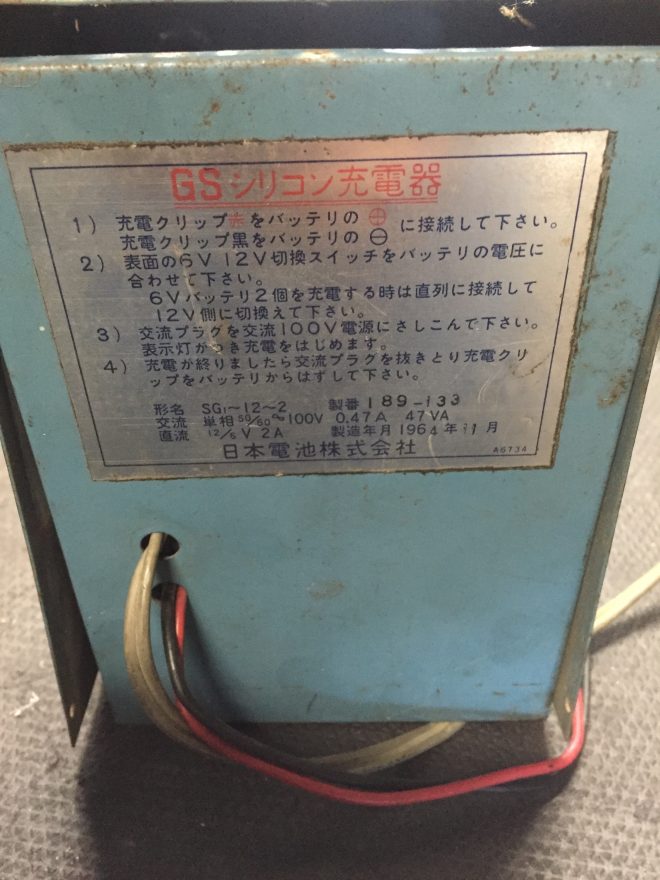 GSシリコン充電器
1) 充電クリップ赤をバッテリの⊕に接続して下さい。
充電クリップ黒をバッテリの⊖
2) 表面の6V 12V切換スイッチをバッテリの電圧に
合わせて下さい。
6Vバッテリ2個を充電する時は直列に接続して
12V側に切換えて下さい。
3) 交流プラグを交流100V電源にさしこんで下さい。
表示灯がつき充電をはじめます。
4) 充電が終りましたら交流プラグを抜きとり充電クリ
ップをバッテリからはずして下さい。
形名 SG1~12~2 製番 189-133
交流 単相50/60~100V 0.47A 47VA
直流 12/6V 2A 製造年月 1964年11月
日本電池株式会社 A6734